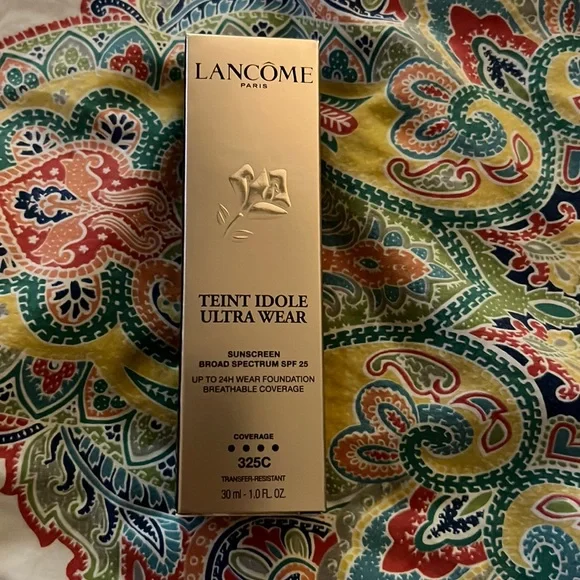 LANCÔME
PARIS
TEINT IDOLE
ULTRA WEAR
SUNSCREEN
BROAD SPECTRUM SPF 25
UP TO 24H WEAR FOUNDATION
BREATHABLE COVERAGE
COVERAGE
325C
TRANSFER-RESISTANT
30 ml - 1.0 FL. OZ.